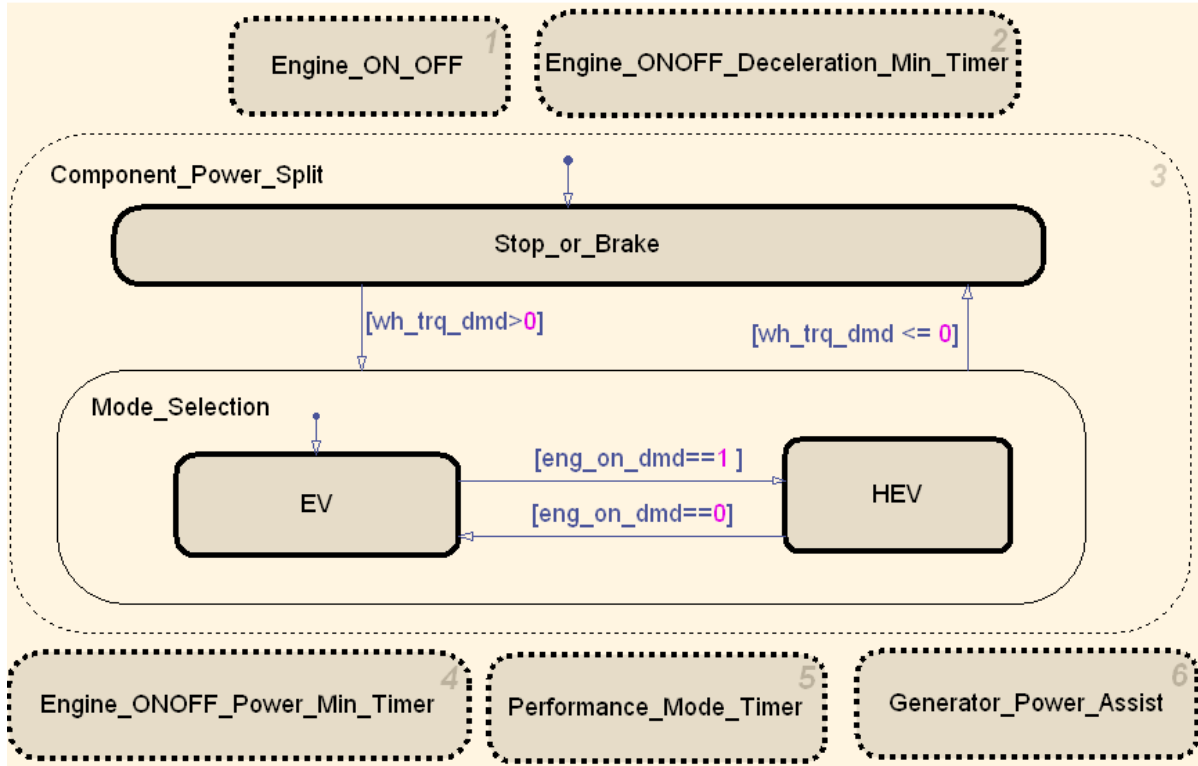 1
Engine_ON_OFF
2
Engine_ONOFF_Deceleration_Min_Timer
3
Component_Power_Split
Stop_or_Brake
[wh_trq_dmd>0]
[wh_trq_dmd <= 0]
Mode_Selection
EV
[eng_on_dmd==1 ]
[eng_on_dmd==0]
HEV
4
Engine_ONOFF_Power_Min_Timer
5
Performance_Mode_Timer
6
Generator_Power_Assist